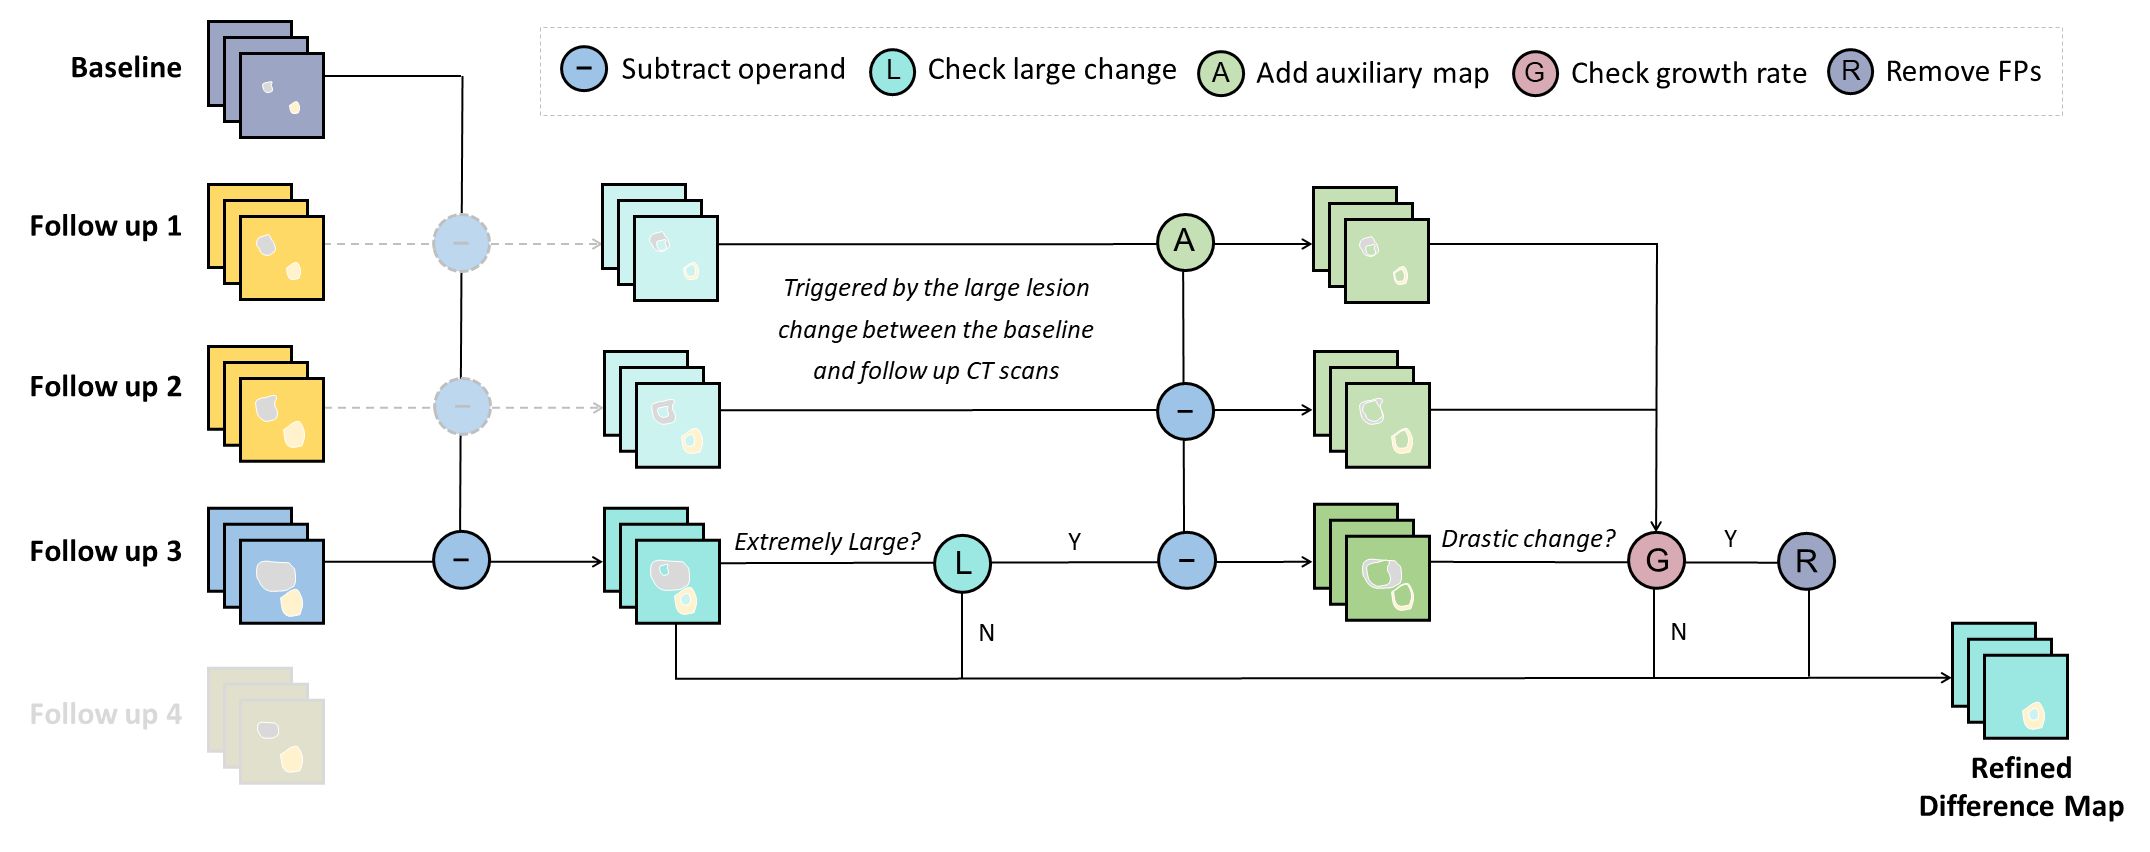 Baseline
− Subtract operand L Check large change A Add auxiliary map G Check growth rate R Remove FPs
Follow up 1
−
A
Triggered by the large lesion
change between the baseline
and follow up CT scans
Follow up 2
−
−
Follow up 3
−
Extremely Large?
L
Y
−
Drastic change?
G
Y
R
N
N
Follow up 4
Refined
Difference Map